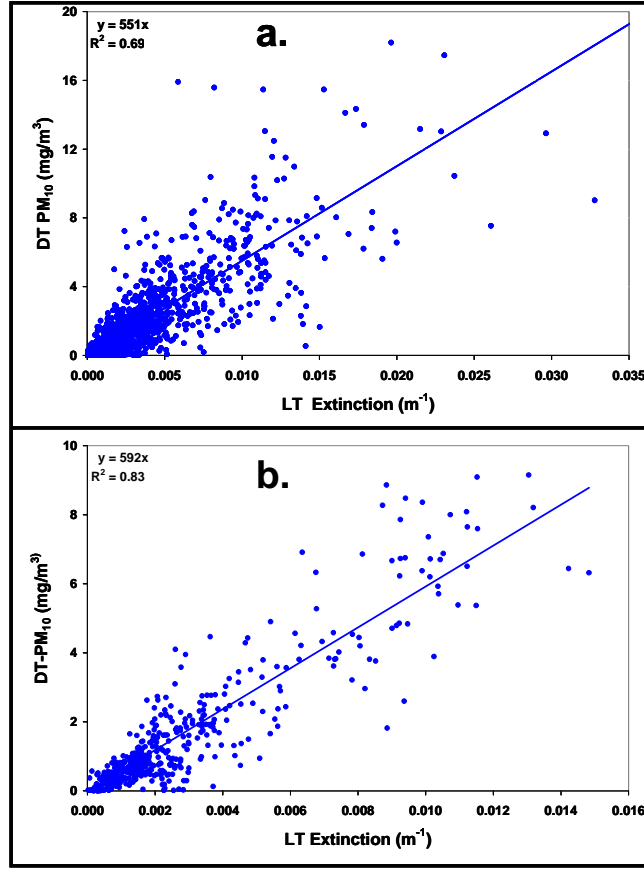 y = 551x
R² = 0.69
a.
20
16
12
8
4
0
DT PM₁₀ (mg/m³)
0.000 0.005 0.010 0.015 0.020 0.025 0.030 0.035
LT Extinction (m⁻¹)
y = 592x
R² = 0.83
b.
10
8
6
4
2
0
DT-PM₁₀ (mg/m³)
0.000 0.002 0.004 0.006 0.008 0.010 0.012 0.014 0.016
LT Extinction (m⁻¹)